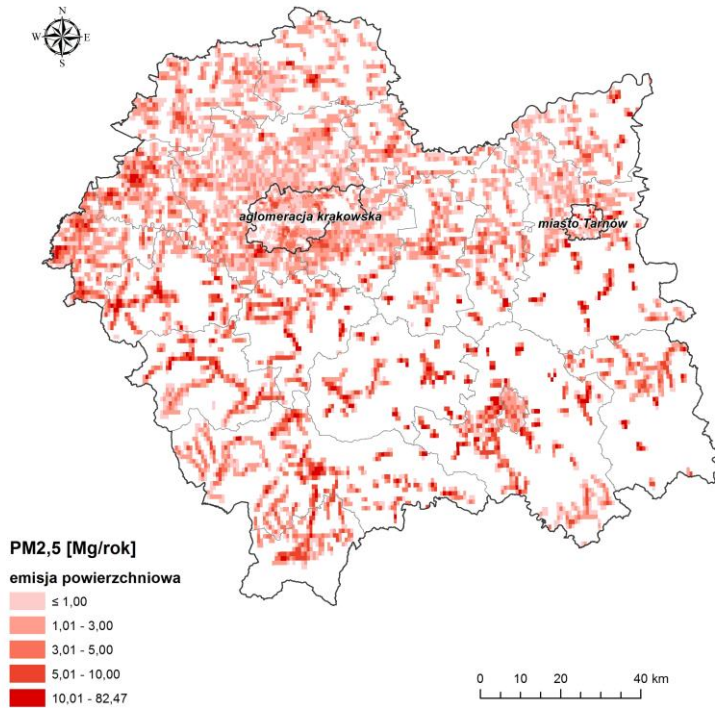 N
W E
S
aglomeracja krakowska
miasto Tarnów
PM2,5 [Mg/rok]
emisja powierzchniowa
≤ 1,00
1,01 - 3,00
3,01 - 5,00
5,01 - 10,00
10,01 - 82,47
0 10 20 40 km